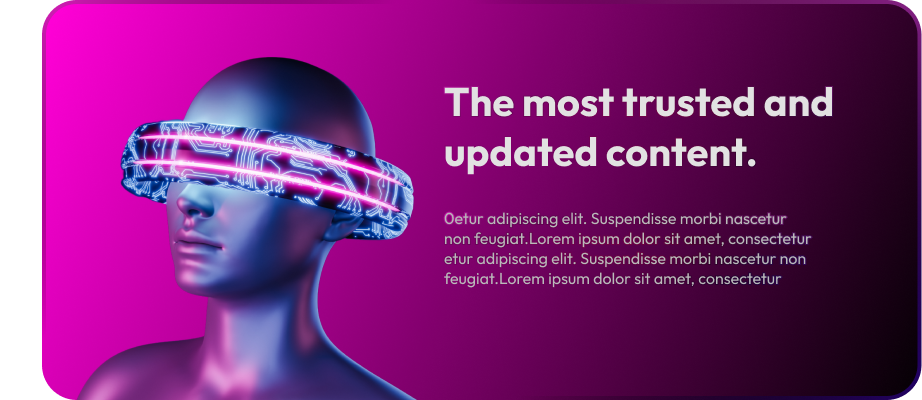 The most trusted and
updated content.
Oetur adipiscing elit. Suspendisse morbi nascetur
non feugiat.Lorem ipsum dolor sit amet, consectetur
etur adipiscing elit. Suspendisse morbi nascetur non
feugiat.Lorem ipsum dolor sit amet, consectetur